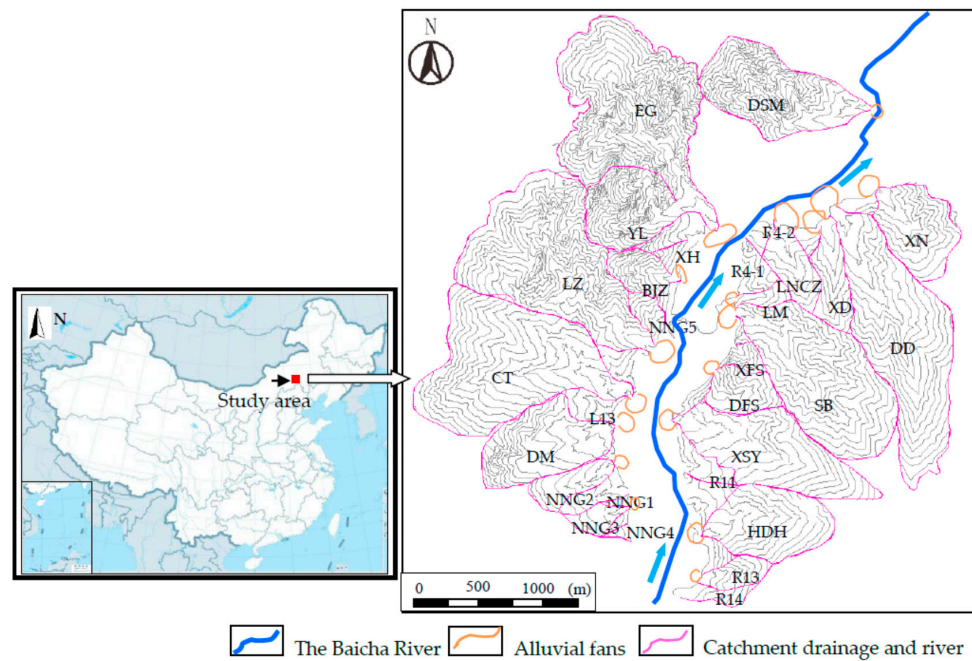 N
EG
DSM
YL
R4-2
XN
XH
R4-1
LZ
BJZ
LNCZ
LM
XD
NNG5
DD
CT
XFS
DFS
SB
L13
DM
XSY
R11
NNG2
NNG1
NNG3
NNG4
HDH
R13
R14
0 500 1000 (m)
N
Study area
The Baicha River
Alluvial fans
Catchment drainage and river